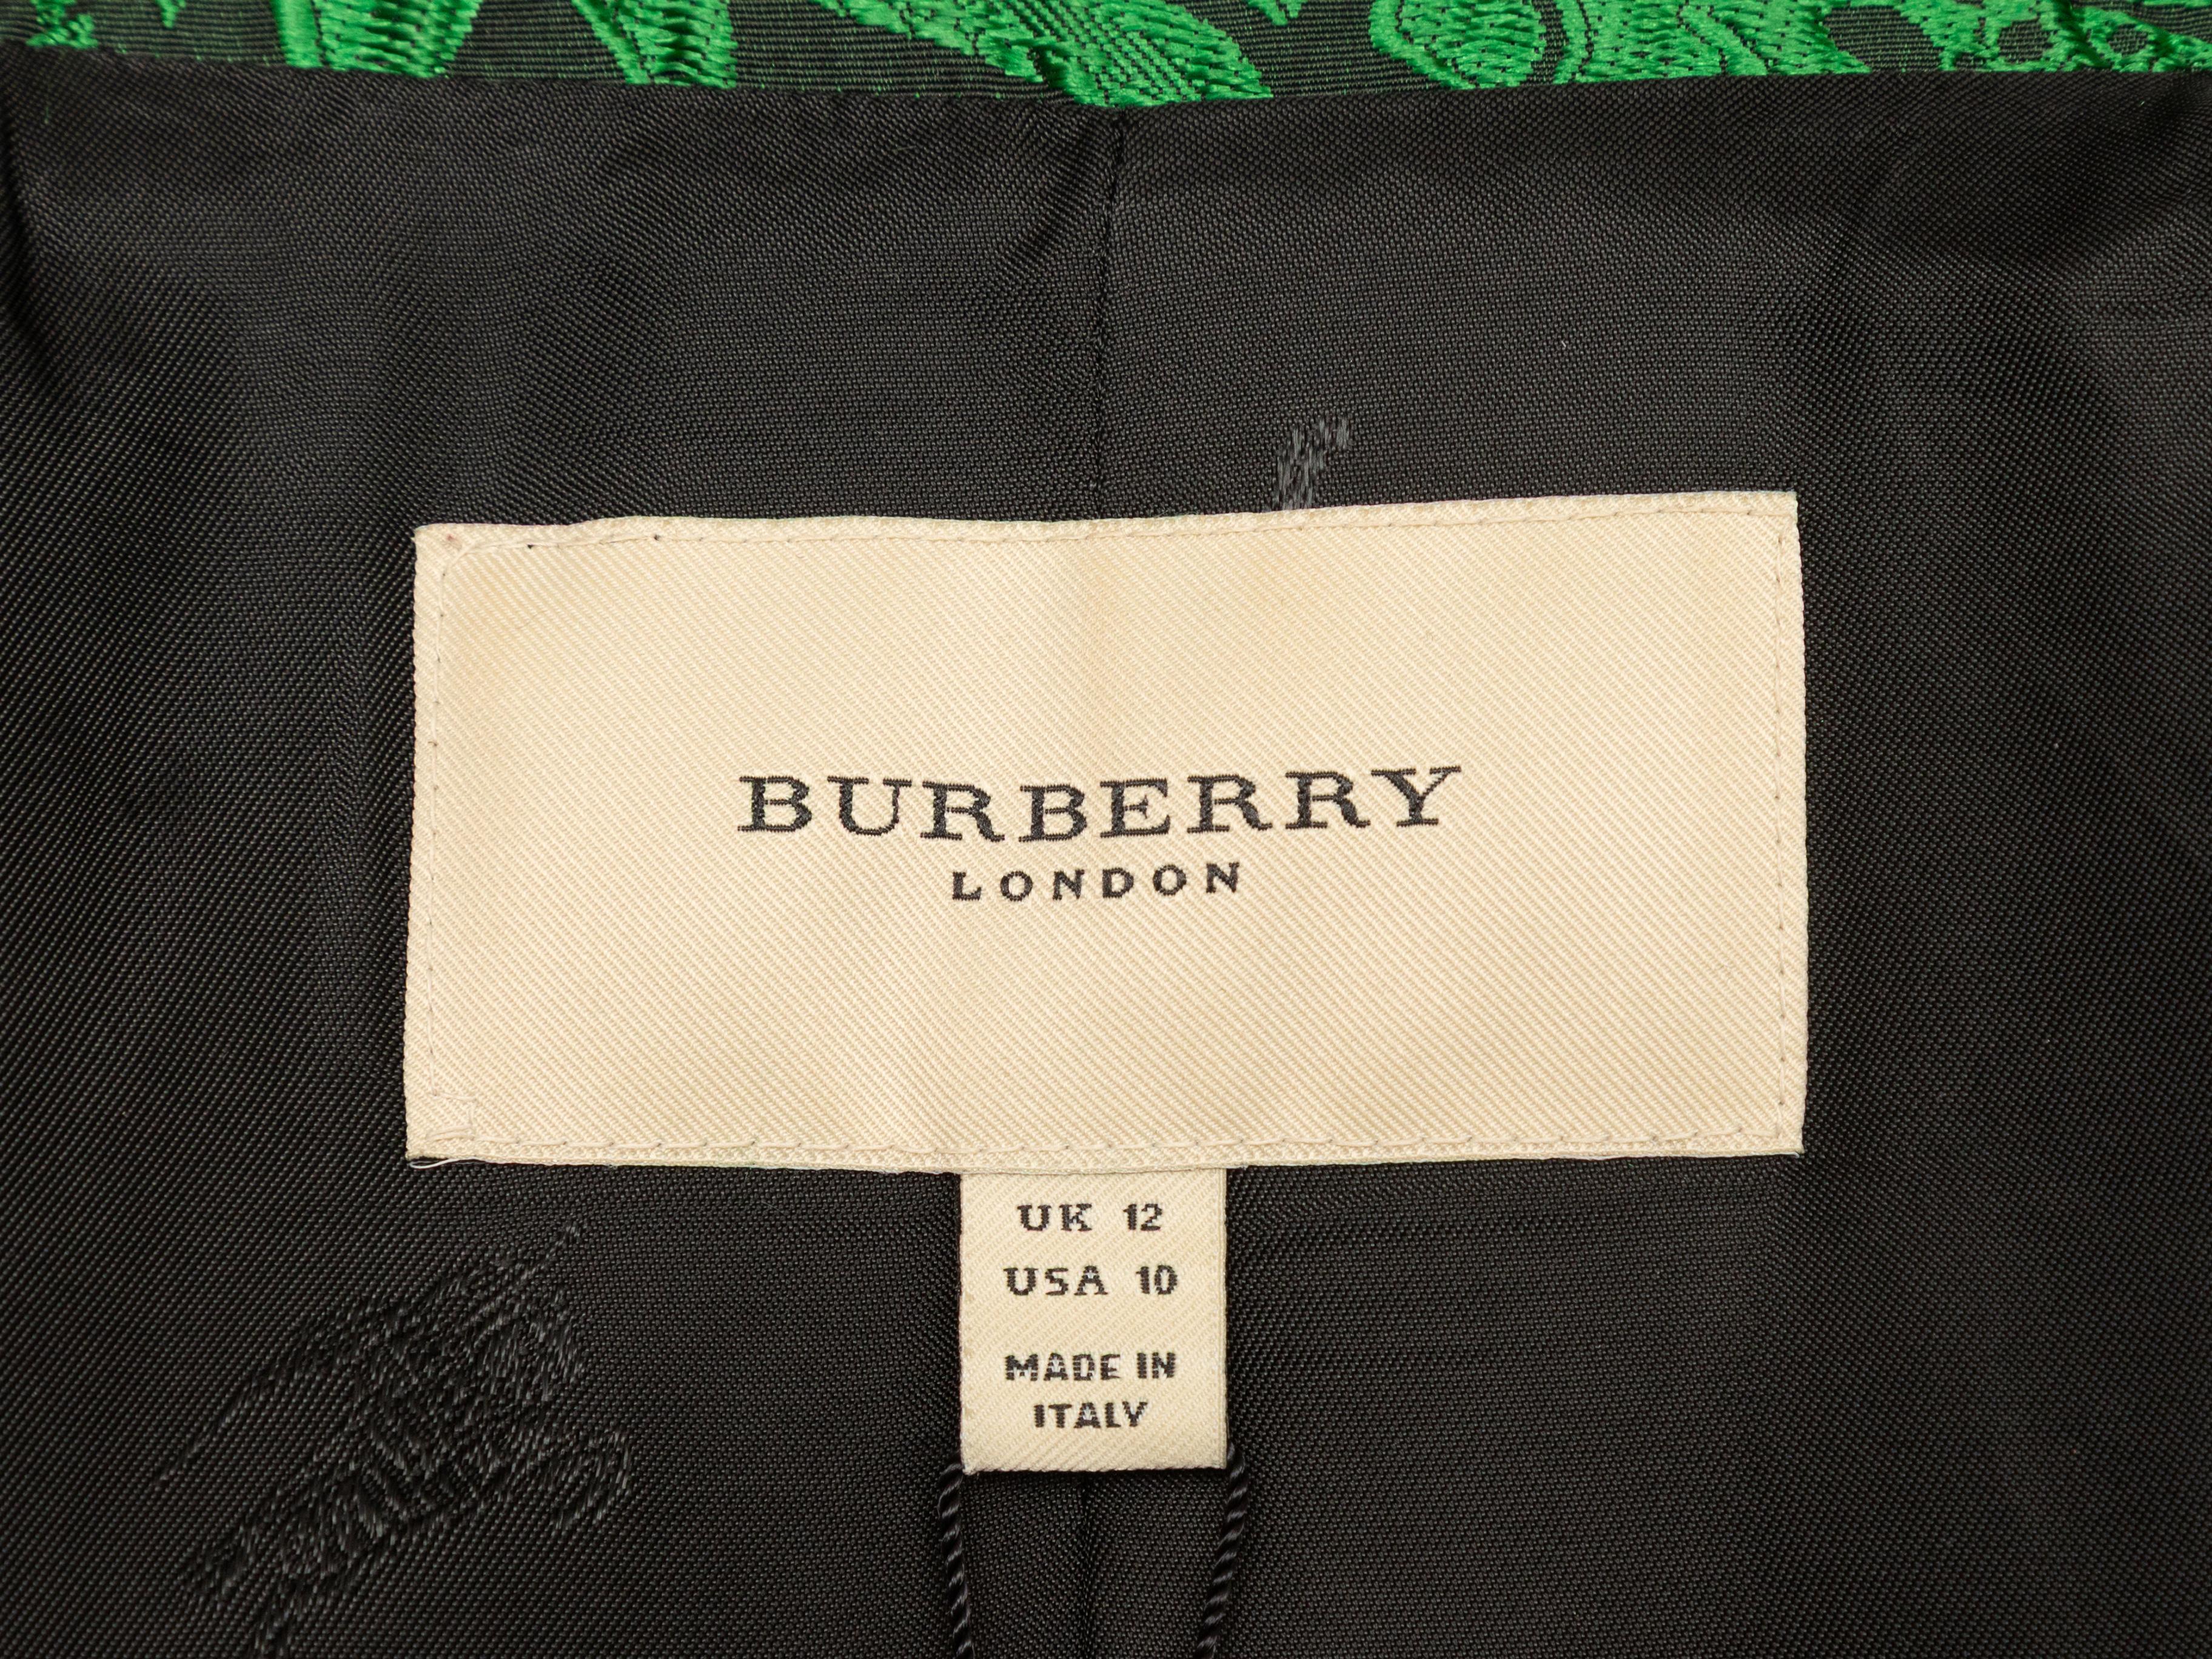 BURBERRY
LONDON
UK 12
USA 10
MADE IN
ITALY